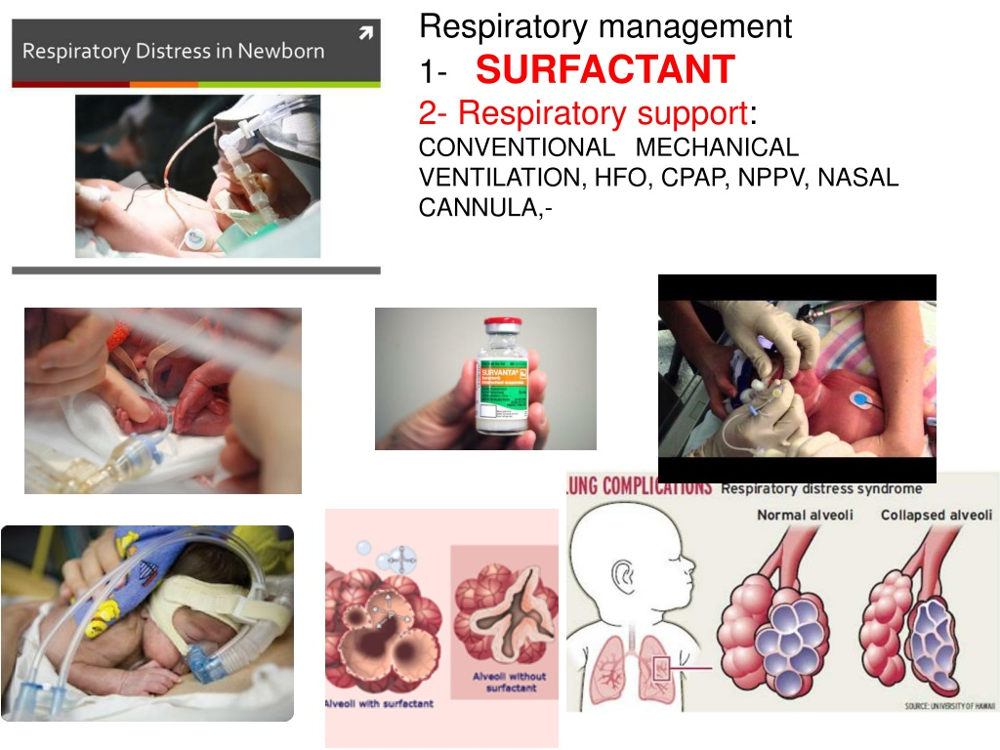 Respiratory Distress in Newborn
Respiratory management
1- SURFACTANT
2- Respiratory support:
CONVENTIONAL MECHANICAL
VENTILATION, HFO, CPAP, NPPV, NASAL
CANNULA,-
SURVANTA
LUNG COMPLICATIONS Respiratory distress syndrome
Normal alveoli Collapsed alveoli
Alveoli with surfactant
Alveoli without
surfactant
SOURCE: UNIVERSITY OF HAWAII